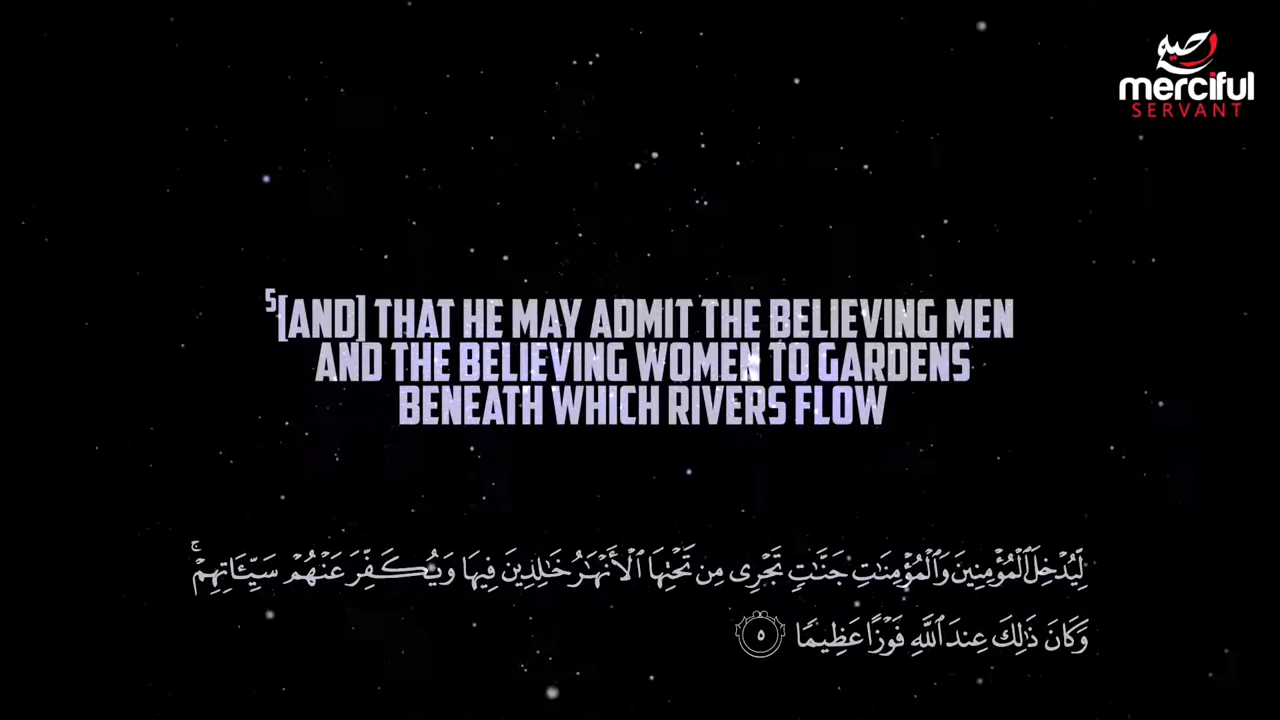 رحيم
merciful
SERVANT
5[AND] THAT HE MAY ADMIT THE BELIEVING MEN
AND THE BELIEVING WOMEN TO GARDENS
BENEATH WHICH RIVERS FLOW
لِّيُدْخِلَ ٱلْمُؤْمِنِينَ وَٱلْمُؤْمِنَٰتِ جَنَّٰتٍ تَجْرِى مِن تَحْتِهَا ٱلْأَنْهَٰرُ خَٰلِدِينَ فِيهَا وَيُكَفِّرَ عَنْهُمْ سَيِّـَٔاتِهِمْ ۚ
وَكَانَ ذَٰلِكَ عِندَ ٱللَّهِ فَوْزًا عَظِيمًا ٥